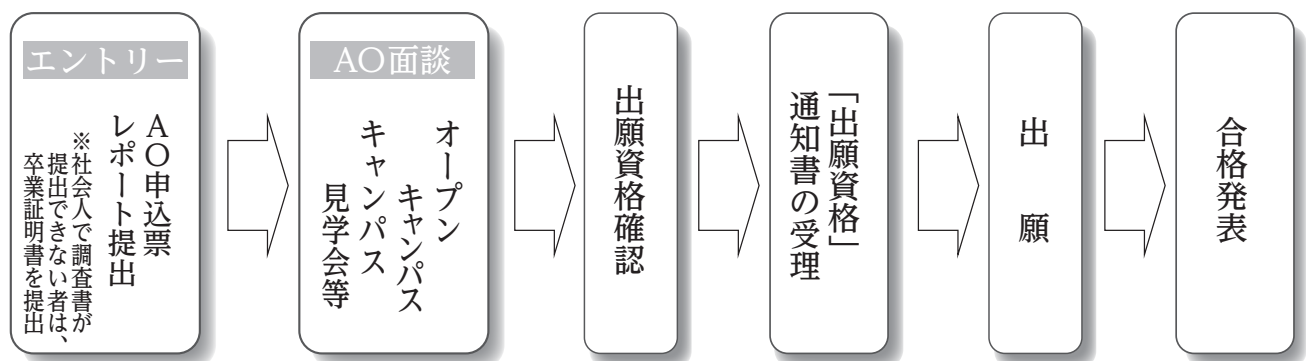 エントリー
AO申込票
レポート提出
※社会人で調査書が
提出できない者は、
卒業証明書を提出
AO面談
オープン
キャンパス
キャンパス
見学会等
出願資格確認
「出願資格」
通知書の受理
出願
合格発表